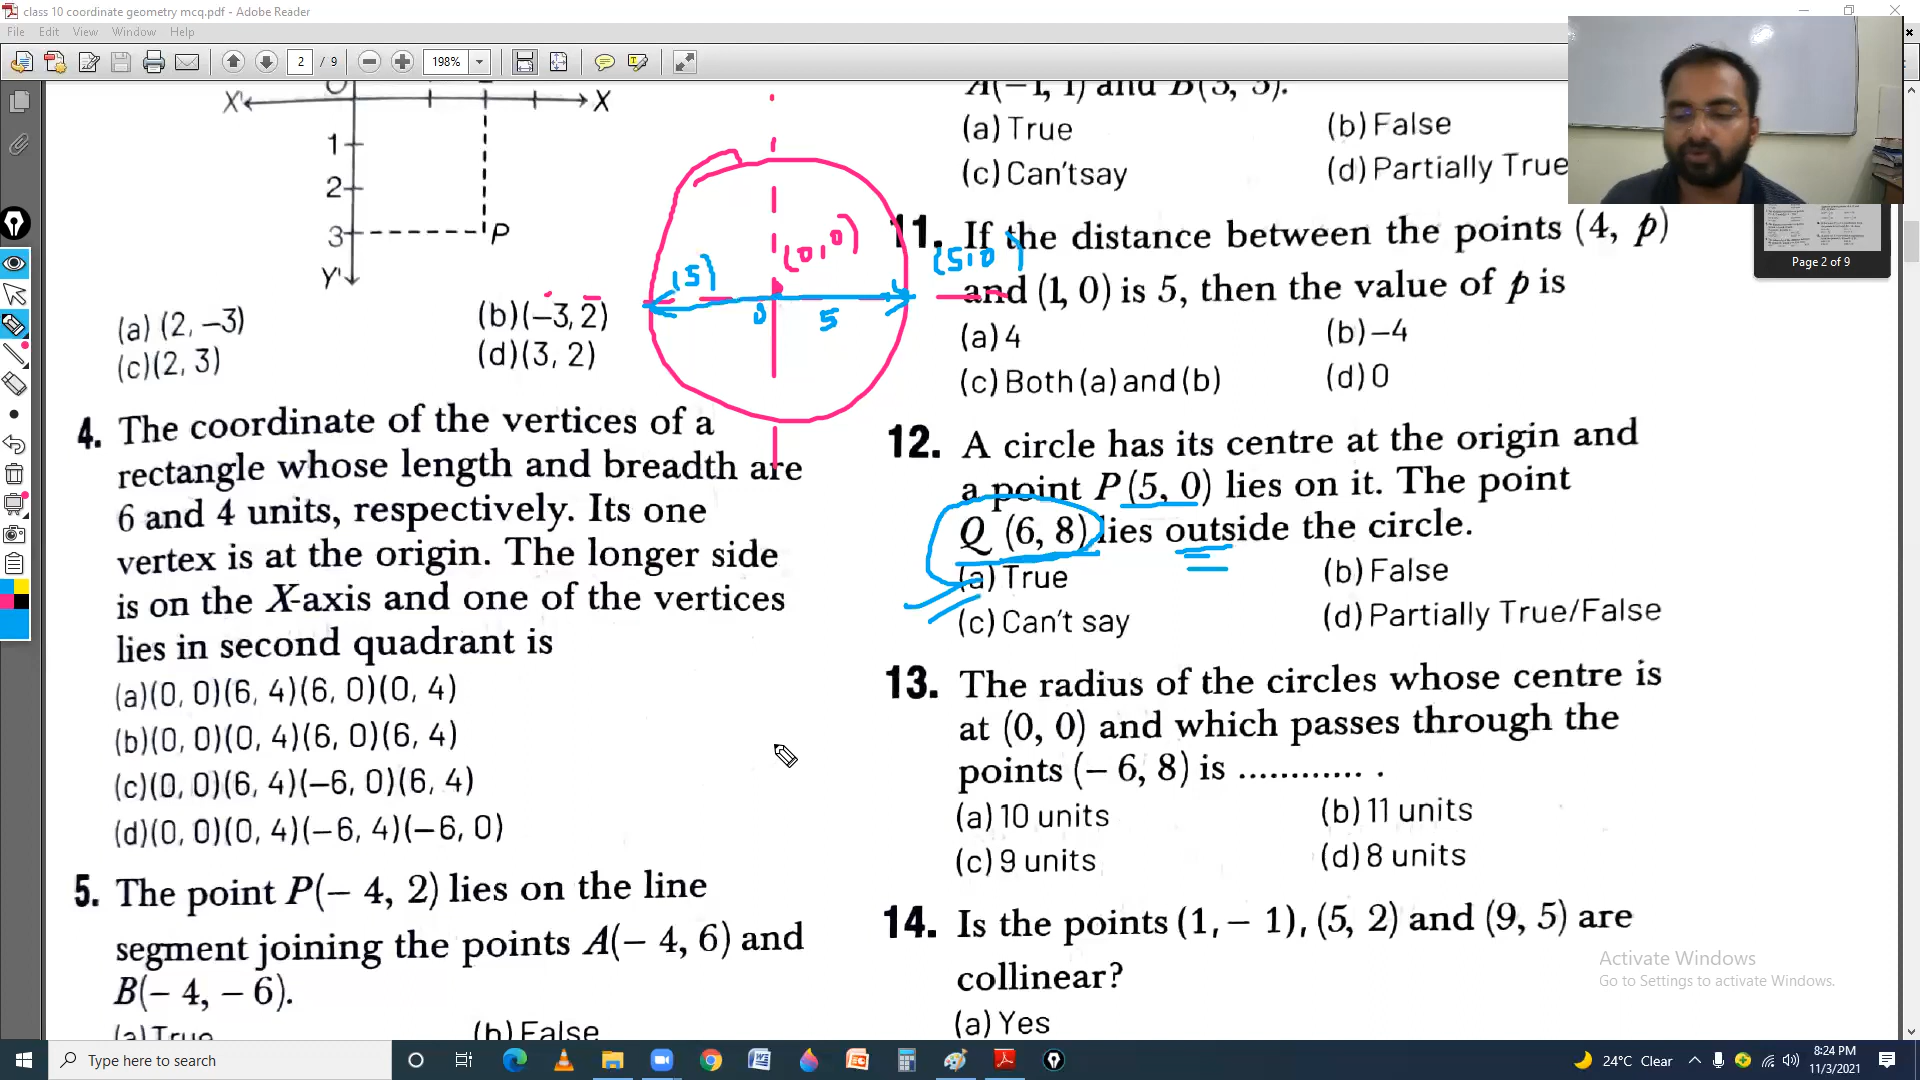 class 10 coordinate geometry mcq.pdf - Adobe Reader
File Edit View Window Help
2 / 9 198%
X' X
1
2
3 P
Y'
(a) (2, –3) (b) (–3, 2)
(c) (2, 3) (d) (3, 2)
4. The coordinate of the vertices of a
rectangle whose length and breadth are
6 and 4 units, respectively. Its one
vertex is at the origin. The longer side
is on the X-axis and one of the vertices
lies in second quadrant is
(a) (0, 0) (6, 4) (6, 0) (0, 4)
(b) (0, 0) (0, 4) (6, 0) (6, 4)
(c) (0, 0) (6, 4) (–6, 0) (6, 4)
(d) (0, 0) (0, 4) (–6, 4) (–6, 0)
5. The point P(– 4, 2) lies on the line
segment joining the points A(– 4, 6) and
B(– 4, – 6).
(a) True (b) False
(0,0)
(5) (5,0)
0 5
(a) True (b) False
(c) Can'tsay (d) Partially True
11. If the distance between the points (4, p)
and (1, 0) is 5, then the value of p is
(a) 4 (b) –4
(c) Both (a) and (b) (d) 0
12. A circle has its centre at the origin and
a point P (5, 0) lies on it. The point
Q (6, 8) lies outside the circle.
(a) True (b) False
(c) Can't say (d) Partially True/False
13. The radius of the circles whose centre is
at (0, 0) and which passes through the
points (– 6, 8) is ............ .
(a) 10 units (b) 11 units
(c) 9 units (d) 8 units
14. Is the points (1, – 1), (5, 2) and (9, 5) are
collinear?
(a) Yes
Page 2 of 9
Activate Windows
Go to Settings to activate Windows.
Type here to search
24°C Clear
8:24 PM
11/3/2021